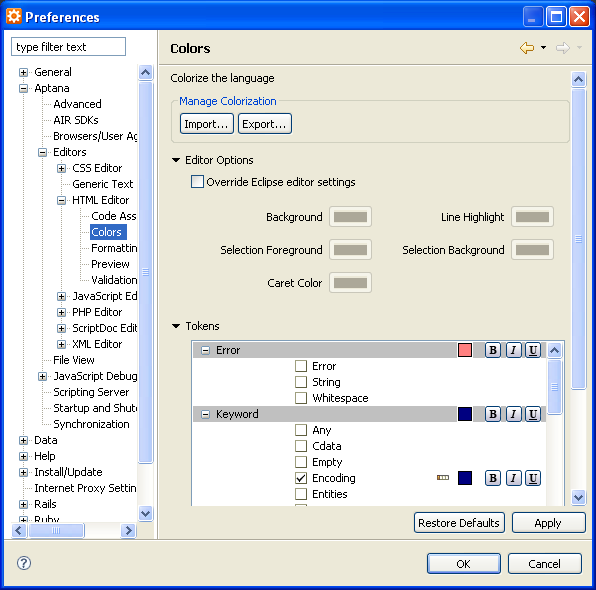 Preferences
type filter text
General
Aptana
Advanced
AIR SDKs
Browsers/User Ag
Editors
CSS Editor
Generic Text
HTML Editor
Code Ass
Colors
Formattin
Preview
Validation
JavaScript Ed
PHP Editor
ScriptDoc Edit
XML Editor
File View
JavaScript Debug
Scripting Server
Startup and Shut
Synchronization
Data
Help
Install/Update
Internet Proxy Settin
Rails
Ruby
Colors
Colorize the language
Manage Colorization
Import... Export...
Editor Options
Override Eclipse editor settings
Background Line Highlight
Selection Foreground Selection Background
Caret Color
Tokens
Error B I U
Error
String
Whitespace
Keyword B I U
Any
Cdata
Empty
Encoding B I U
Entities
Restore Defaults Apply
? OK Cancel